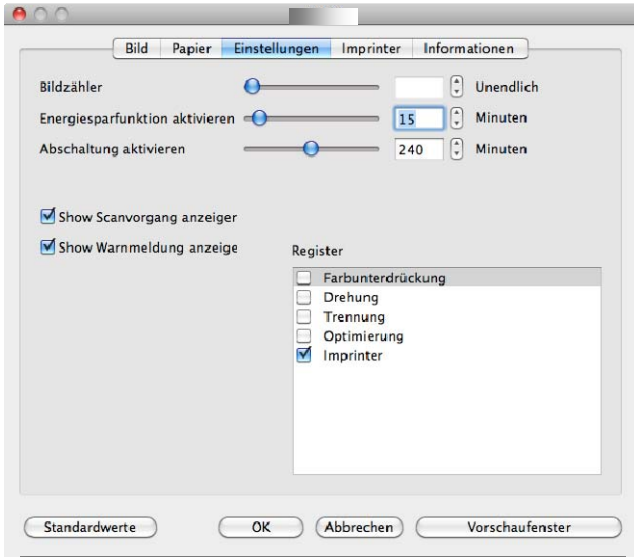 Bild Papier Einstellungen Imprinter Informationen
Bildzähler Unendlich
Energiesparfunktion aktivieren 15 Minuten
Abschaltung aktivieren 240 Minuten
Show Scanvorgang anzeiger
Show Warnmeldung anzeige
Register
Farbunterdrückung
Drehung
Trennung
Optimierung
Imprinter
Standardwerte OK Abbrechen Vorschaufenster